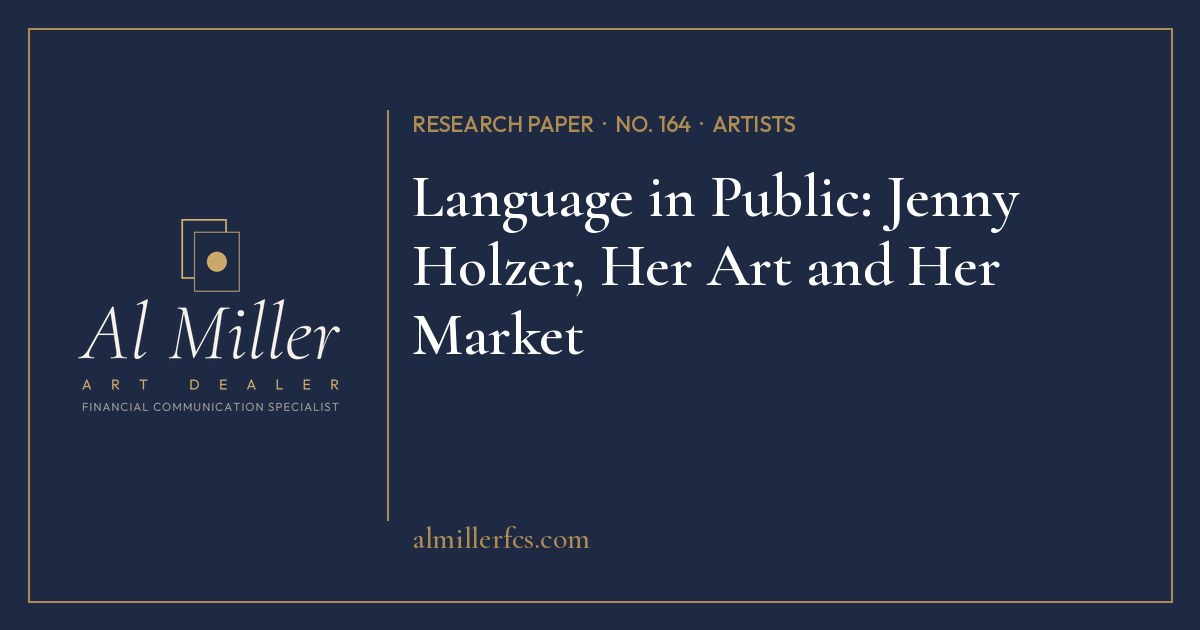 Al Miller
ART DEALER
FINANCIAL COMMUNICATION SPECIALIST
RESEARCH PAPER · NO. 164 · ARTISTS
Language in Public: Jenny
Holzer, Her Art and Her
Market
almillerfcs.com